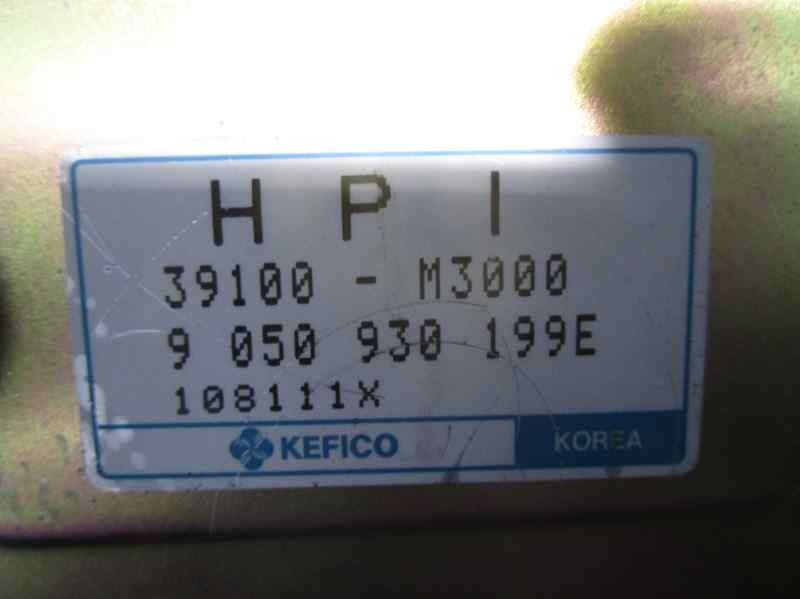 H P I
39100 - M3000
9 050 930 199E
108111X
KEFICO
KOREA